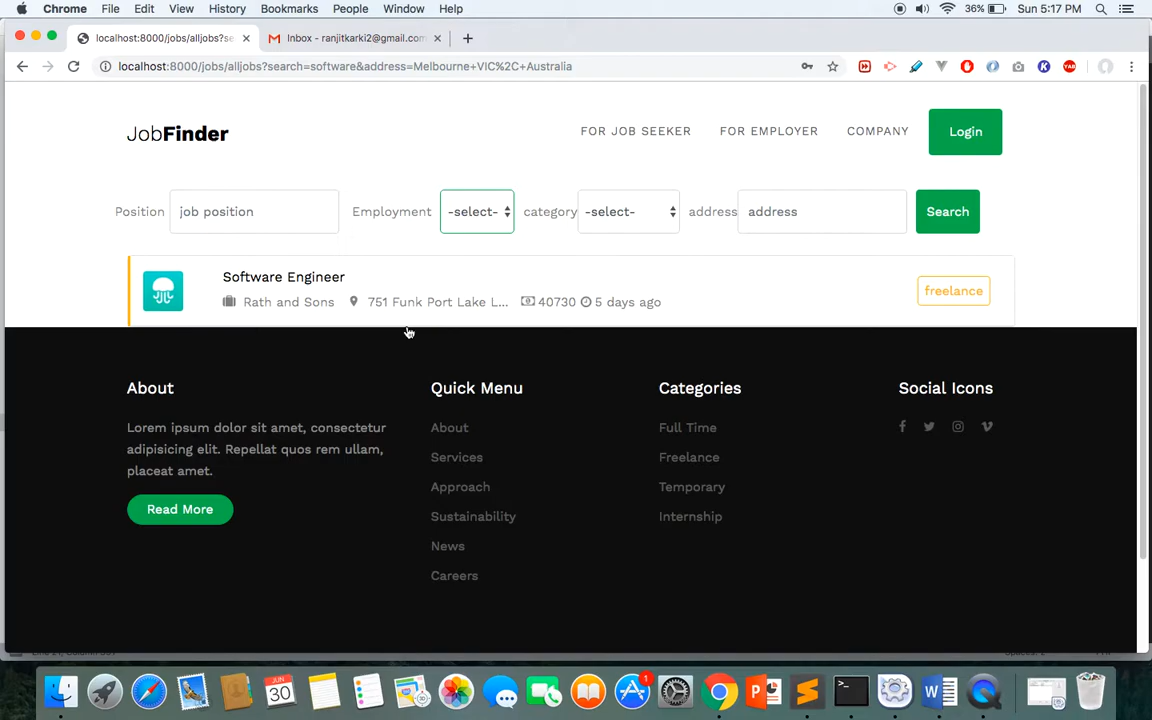 Chrome File Edit View History Bookmarks People Window Help 36% Sun 5:17 PM
localhost:8000/jobs/alljobs?se Inbox - ranjitkarki2@gmail.com
localhost:8000/jobs/alljobs?search=software&address=Melbourne+VIC%2C+Australia
JobFinder FOR JOB SEEKER FOR EMPLOYER COMPANY Login
Position job position Employment -select- category -select- address address Search
Software Engineer
Rath and Sons 751 Funk Port Lake L... 40730 5 days ago freelance
About Quick Menu Categories Social Icons
Lorem ipsum dolor sit amet, consectetur
adipisicing elit. Repellat quos rem ullam,
placeat amet.
Read More
About
Services
Approach
Sustainability
News
Careers
Full Time
Freelance
Temporary
Internship
JUN
30
1